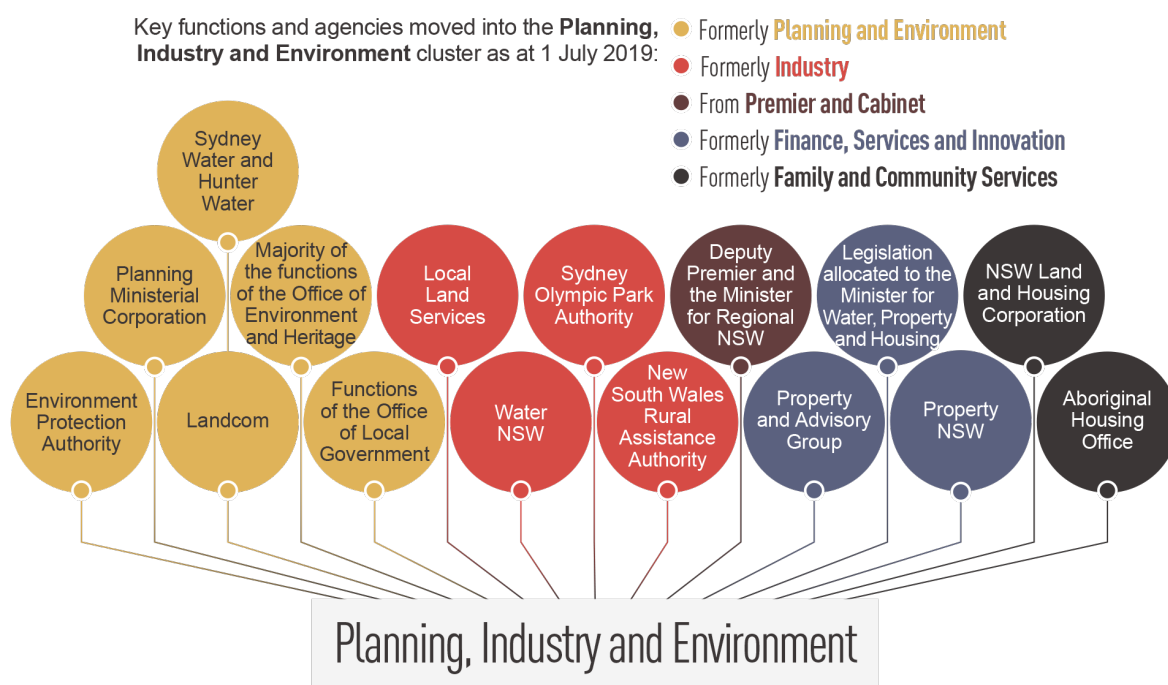 Key functions and agencies moved into the Planning,
Industry and Environment cluster as at 1 July 2019:
Formerly Planning and Environment
Formerly Industry
From Premier and Cabinet
Formerly Finance, Services and Innovation
Formerly Family and Community Services
Sydney
Water and
Hunter
Water
Planning
Ministerial
Corporation
Majority of
the functions
of the Office of
Environment
and Heritage
Local
Land
Services
Sydney
Olympic Park
Authority
Deputy
Premier and
the Minister
for Regional
NSW
Legislation
allocated to the
Minister for
Water, Property
and Housing
NSW Land
and Housing
Corporation
Environment
Protection
Authority
Landcom
Functions
of the Office
of Local
Government
Water
NSW
New
South Wales
Rural
Assistance
Authority
Property
and Advisory
Group
Property
NSW
Aboriginal
Housing
Office
Planning, Industry and Environment